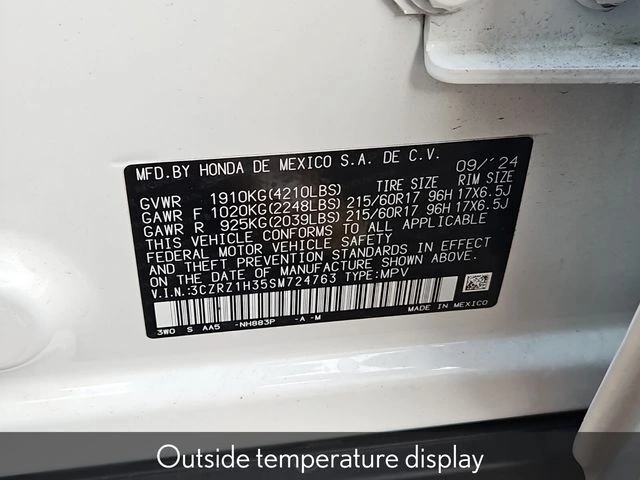 MFD.BY HONDA DE MEXICO S.A. DE C.V. 09/'24
TIRE SIZE RIM SIZE
GVWR 1910KG(4210LBS)
GAWR F 1020KG(2248LBS) 215/60R17 96H 17X6.5J
GAWR R 925KG(2039LBS) 215/60R17 96H 17X6.5J
THIS VEHICLE CONFORMS TO ALL APPLICABLE
FEDERAL MOTOR VEHICLE SAFETY
STANDARDS IN EFFECT
ON THE DATE OF MANUFACTURE SHOWN ABOVE.
V.I.N.:3CZRZ1H35SM724763 TYPE:MPV
3W0 S AA5 -NH883P -A -M MADE IN MEXICO
Outside temperature display